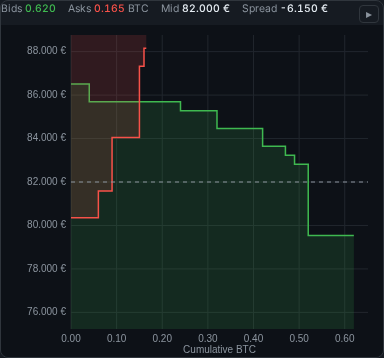 Bids 0.620 Asks 0.165 BTC Mid 82.000 € Spread -6.150 €
88.000 €
86.000 €
84.000 €
82.000 €
80.000 €
78.000 €
76.000 €
0.00 0.10 0.20 0.30 0.40 0.50 0.60
Cumulative BTC